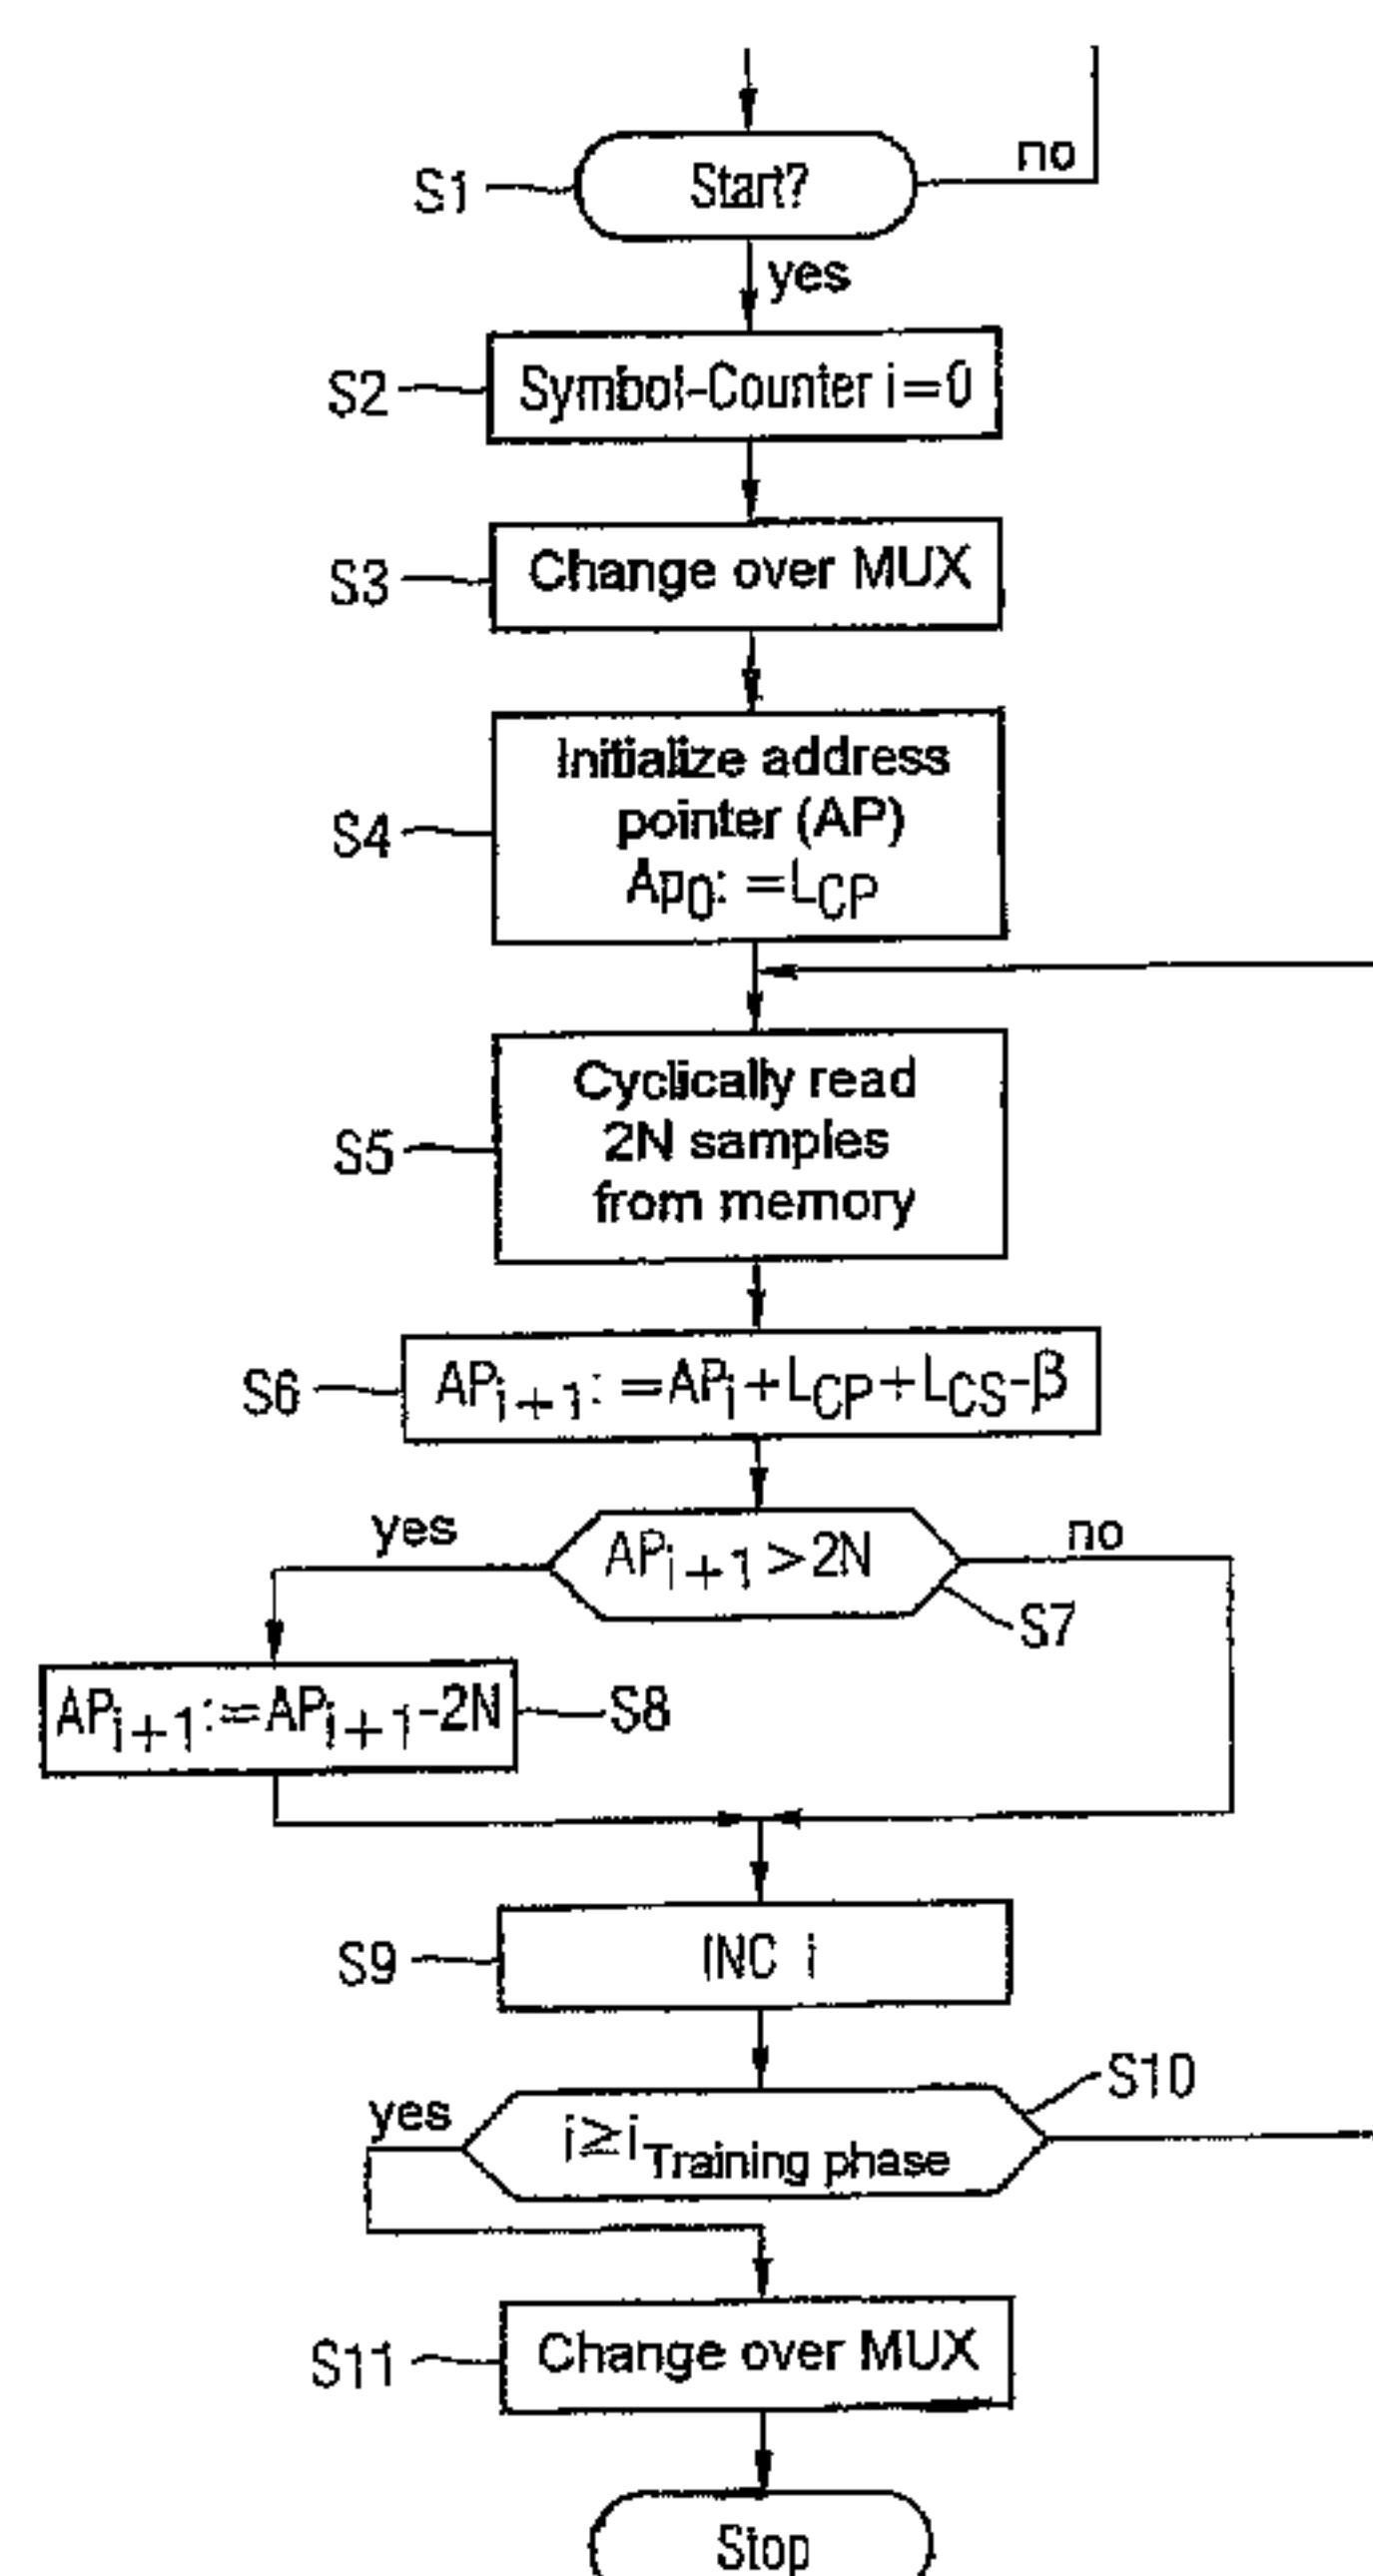 no
S1
Start?
yes
S2
Symbol-Counter i=0
S3
Change over MUX
S4
Initialize address
pointer (AP)
Ap0: =LCP
S5
Cyclically read
2N samples
from memory
S6
APi+1: =APi+LCP+LCS-β
yes
APi+1>2N
no
S7
APi+1:=APi+1-2N
S8
S9
INC i
S10
yes
i≥iTraining phase
S11
Change over MUX
Stop